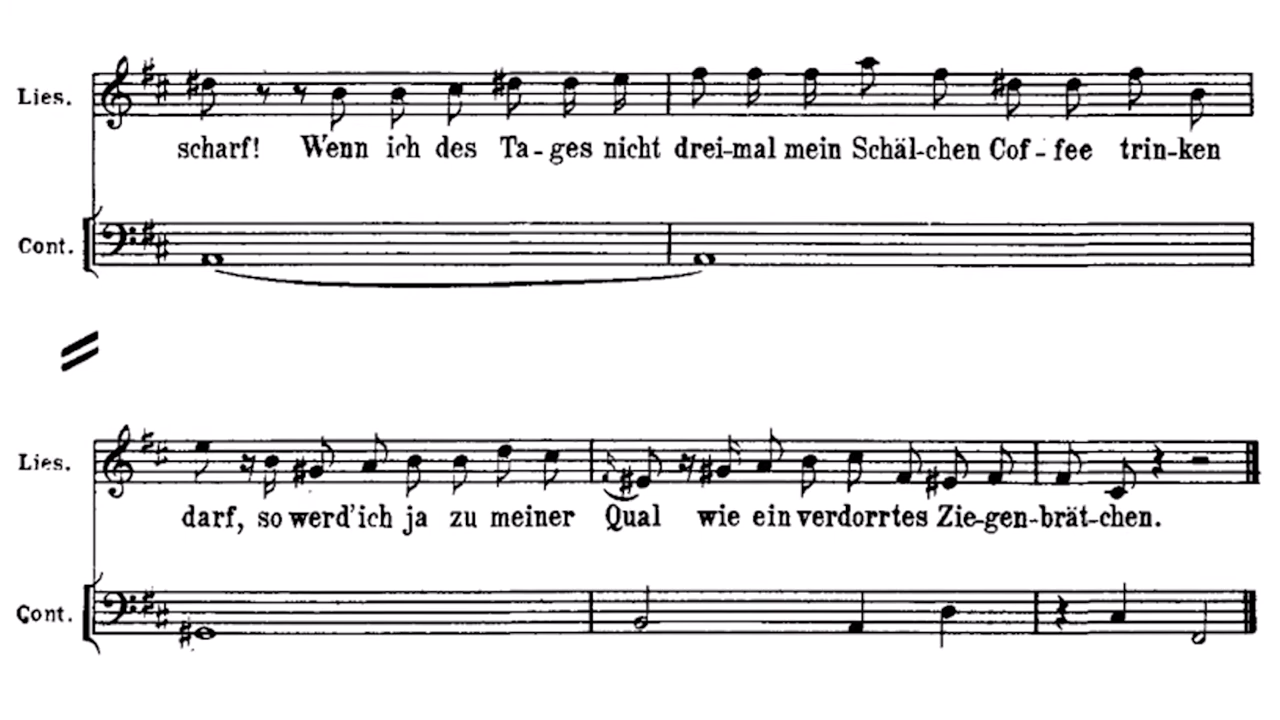 Lies.
scharf! Wenn ich des Ta-ges nicht drei-mal mein Schäl-chen Cof-fee trin-ken
Cont.
Lies.
darf, so werd'ich ja zu meiner Qual wie ein verdorrtes Zie-gen-brät-chen.
Cont.